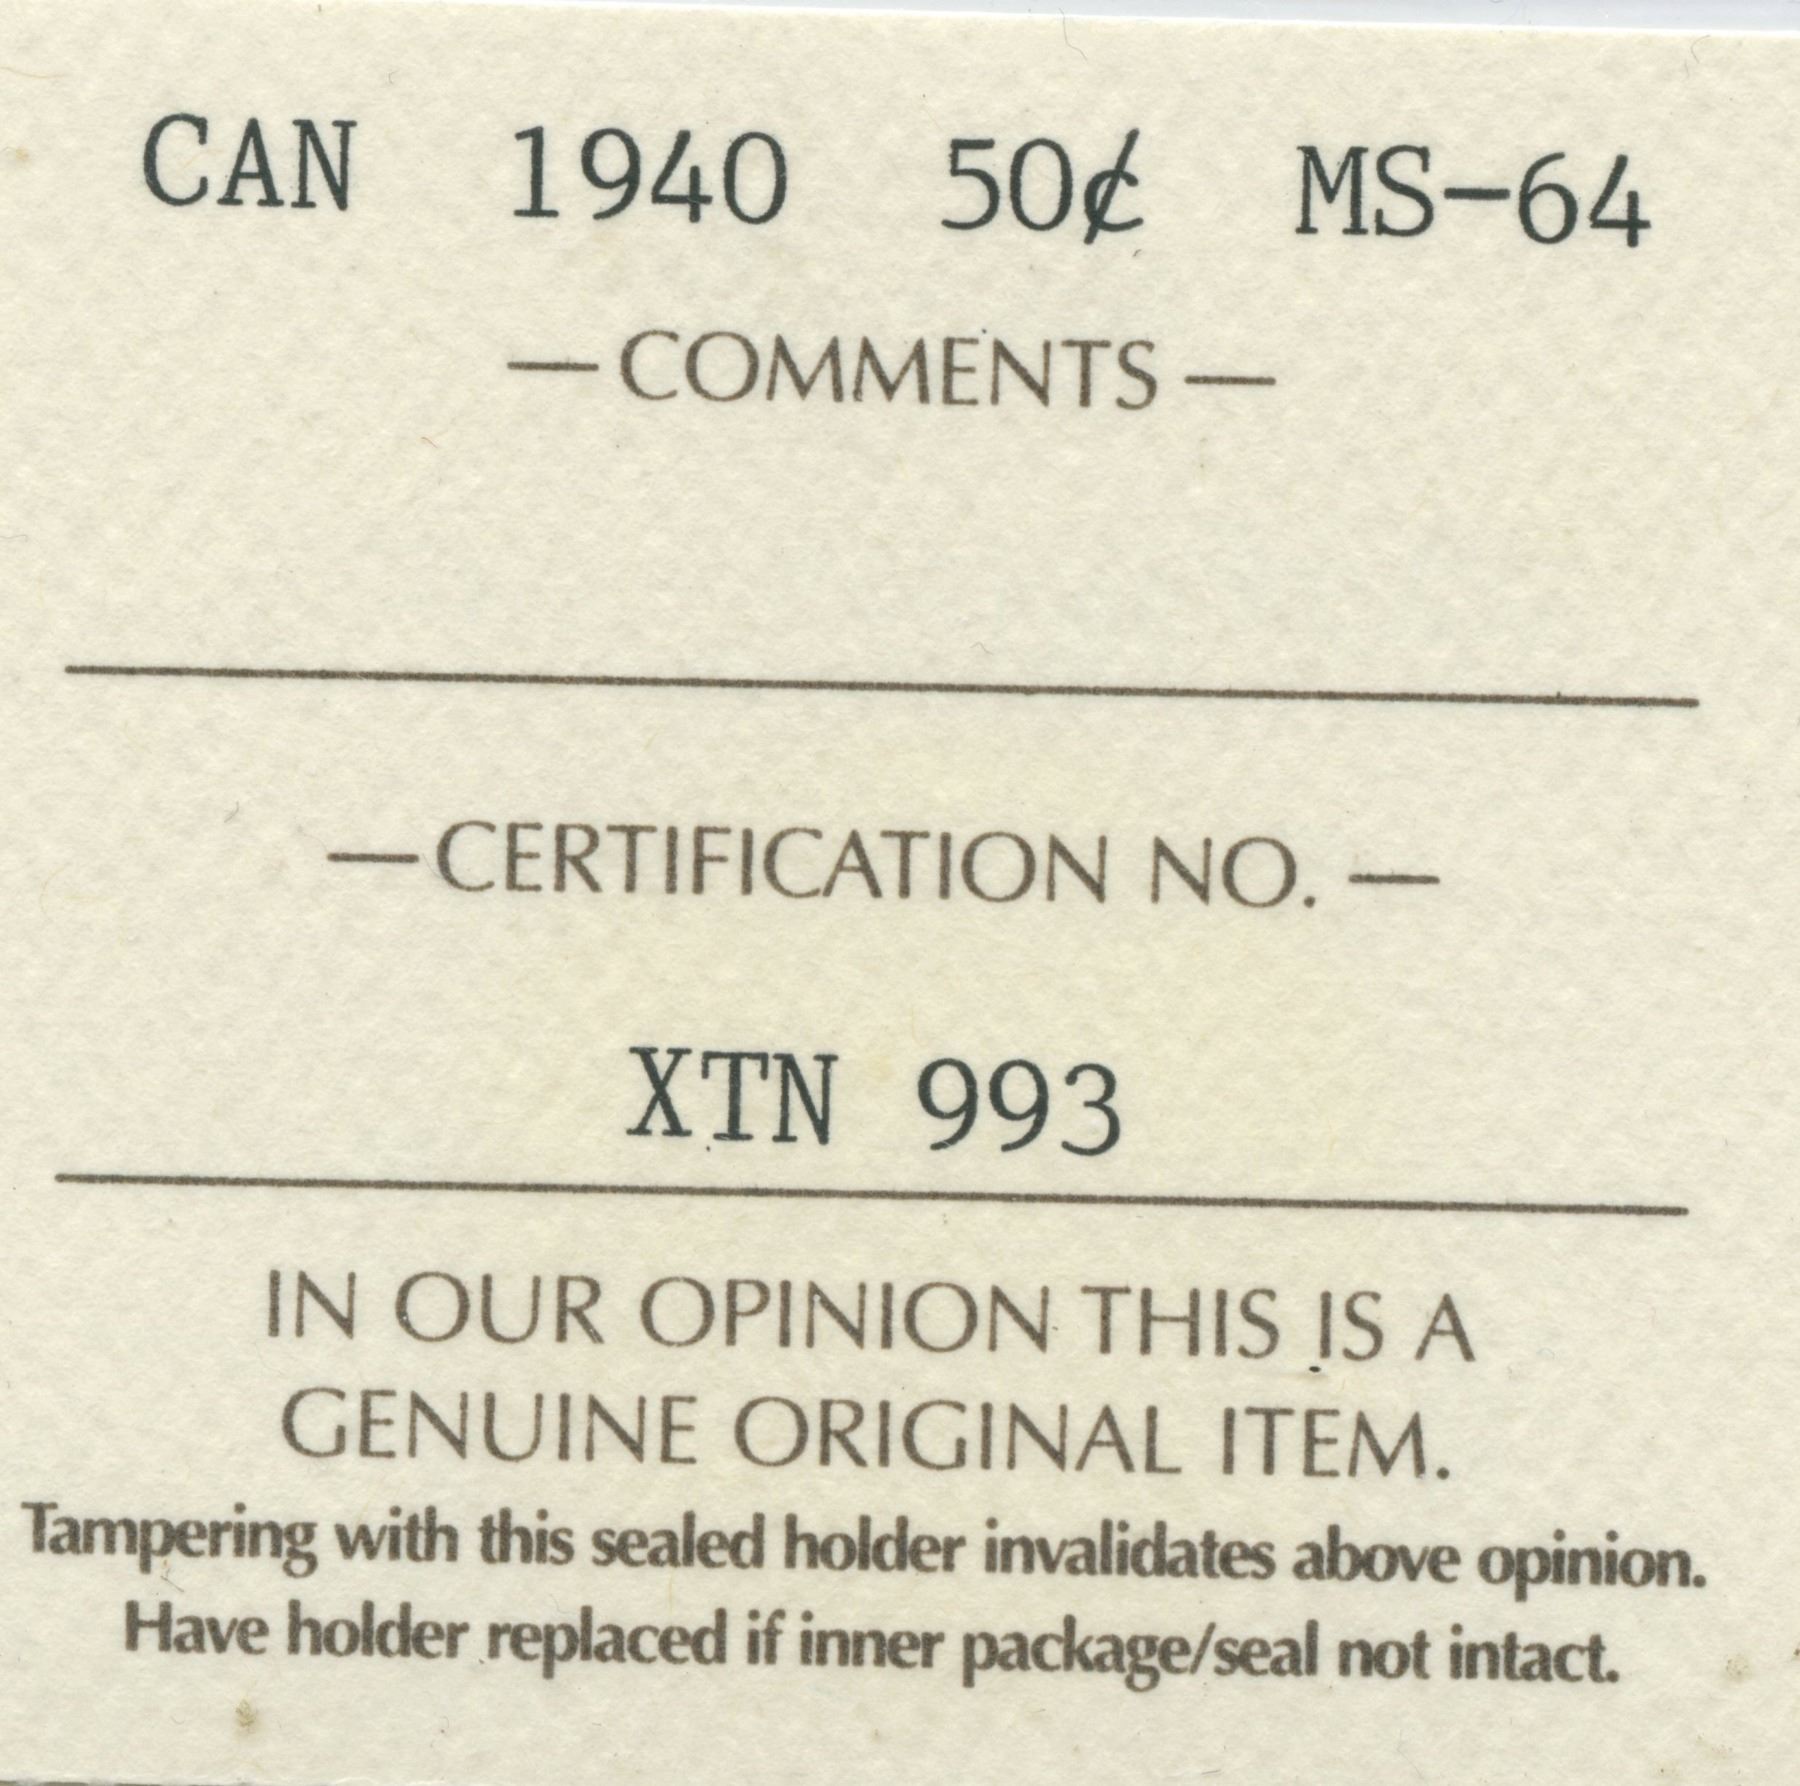 CAN 1940 50¢ MS-64
—COMMENTS—
—CERTIFICATION NO.—
XTN 993
IN OUR OPINION THIS IS A
GENUINE ORIGINAL ITEM.
Tampering with this sealed holder invalidates above opinion.
Have holder replaced if inner package/seal not intact.